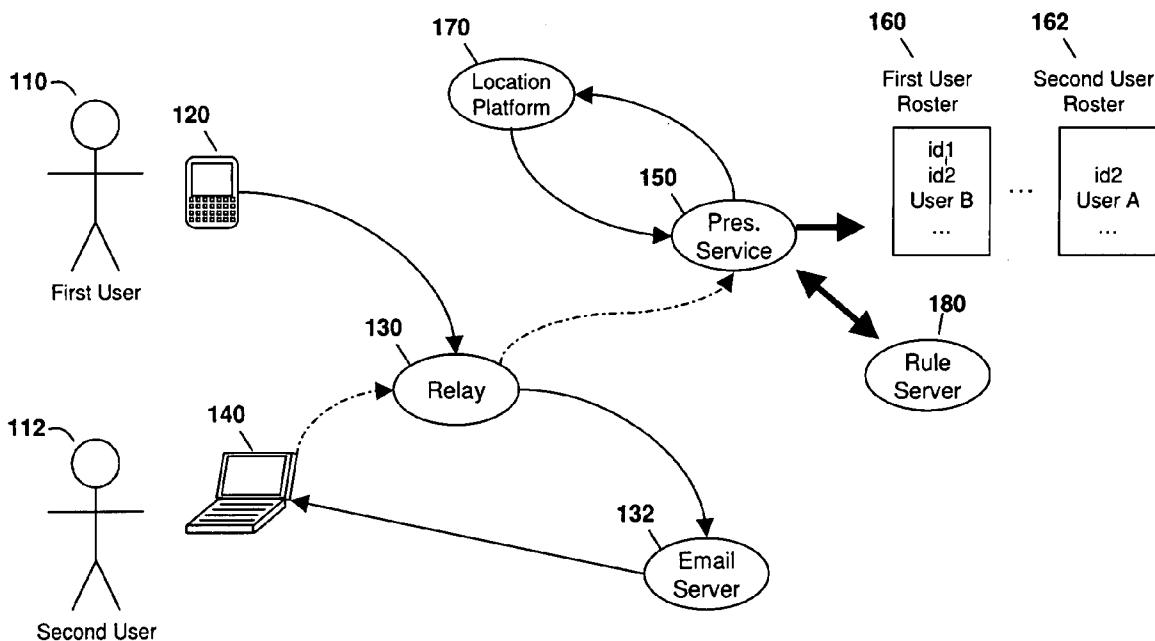 160
162
170
110
Location
Platform
First User
Roster
Second User
Roster
120
id1
id2
User B
...
...
id2
User A
...
150
Pres.
Service
First User
130
Relay
180
Rule
Server
140
112
132
Email
Server
Second User